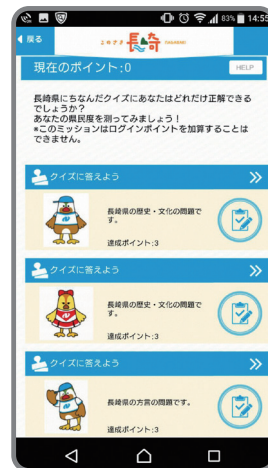 83% 14:55
戻る
長崎 NAGASAKI
現在のポイント:0
HELP
長崎県にちなんだクイズにあなたはどれだけ正解できる
でしょうか?
あなたの県民度を測ってみましょう!
*このミッションはログインポイントを加算することは
できません。
クイズに答えよう
長崎県の歴史・文化の問題で
す。
達成ポイント:3
クイズに答えよう
長崎県の歴史・文化の問題で
す。
達成ポイント:3
クイズに答えよう
長崎県の方言の問題です。
達成ポイント:3